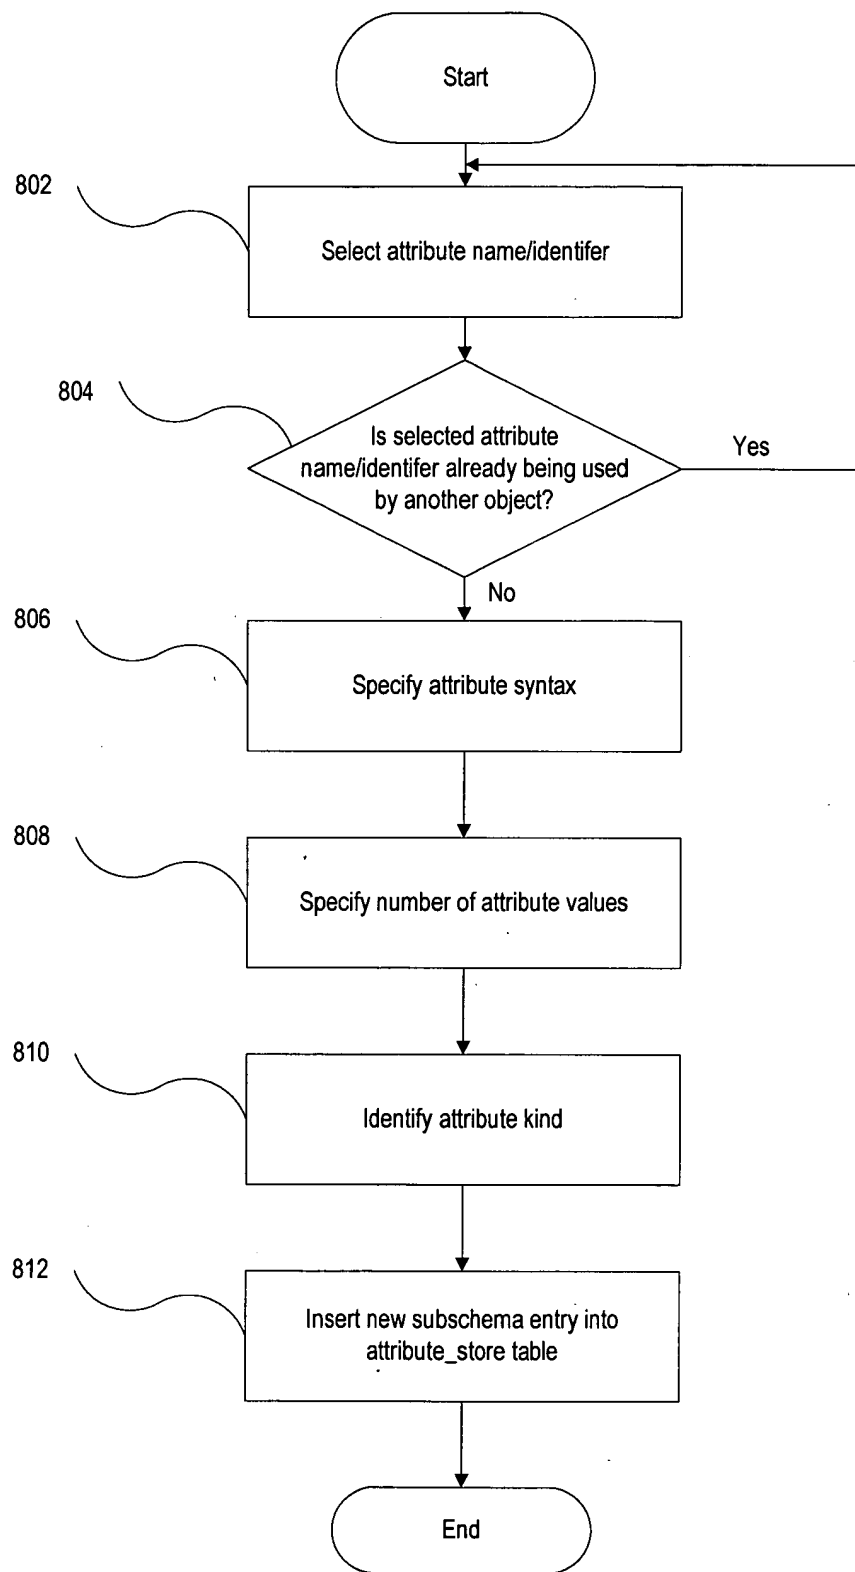 Start
802
Select attribute name/identifer
804
Is selected attribute
name/identifer already being used
by another object?
Yes
No
806
Specify attribute syntax
808
Specify number of attribute values
810
Identify attribute kind
812
Insert new subschema entry into
attribute_store table
End